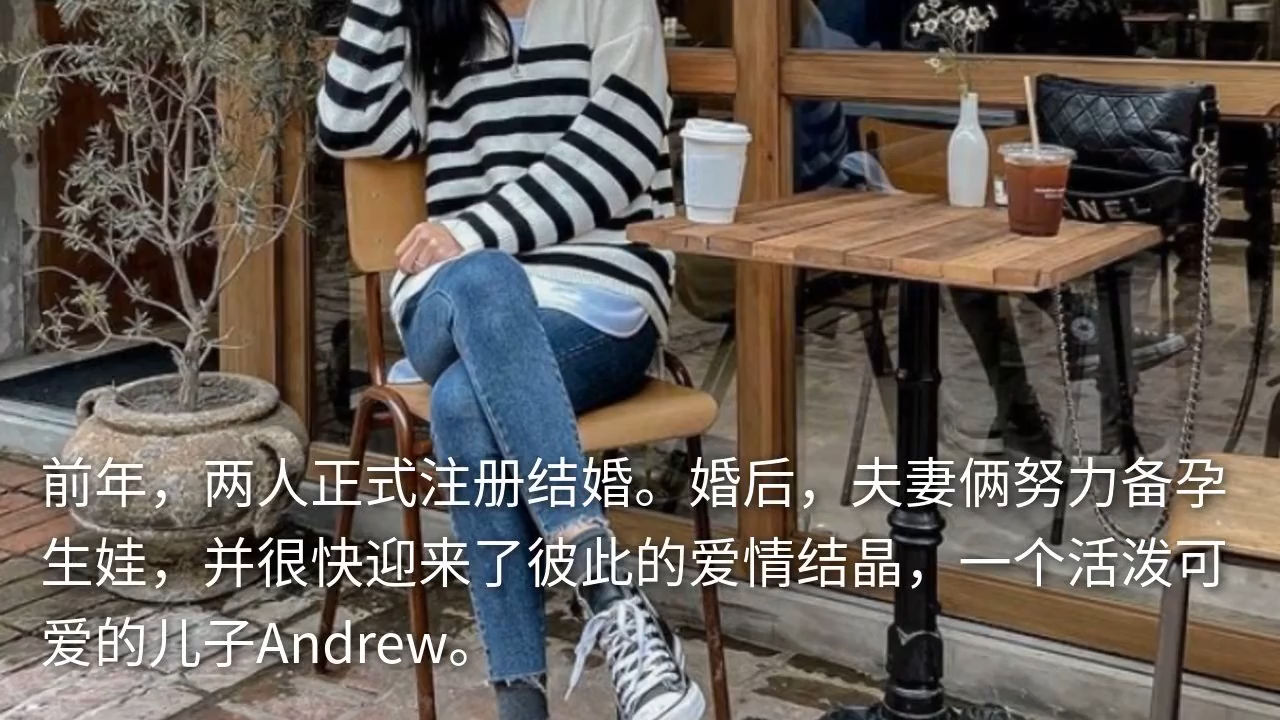 ANEL
前年，两人正式注册结婚。婚后，夫妻俩努力备孕
生娃，并很快迎来了彼此的爱情结晶，一个活泼可
爱的儿子Andrew。